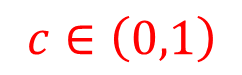 c ∈ (0,1)